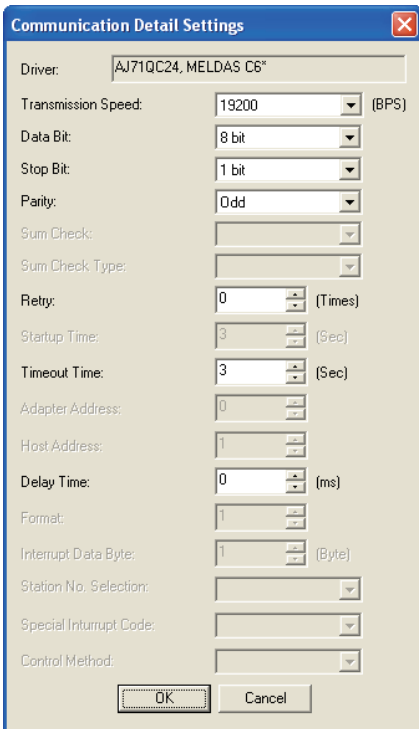 Communication Detail Settings
Driver: AJ71QC24, MELDAS C6*
Transmission Speed: 19200 (BPS)
Data Bit: 8 bit
Stop Bit: 1 bit
Parity: Odd
Sum Check:
Sum Check Type:
Retry: 0 (Times)
Startup Time: 3 (Sec)
Timeout Time: 3 (Sec)
Adapter Address: 0
Host Address: 1
Delay Time: 0 (ms)
Format: 1
Interrupt Data Byte: 1 (Byte)
Station No. Selection:
Special Inturrupt Code:
Control Method:
OK Cancel